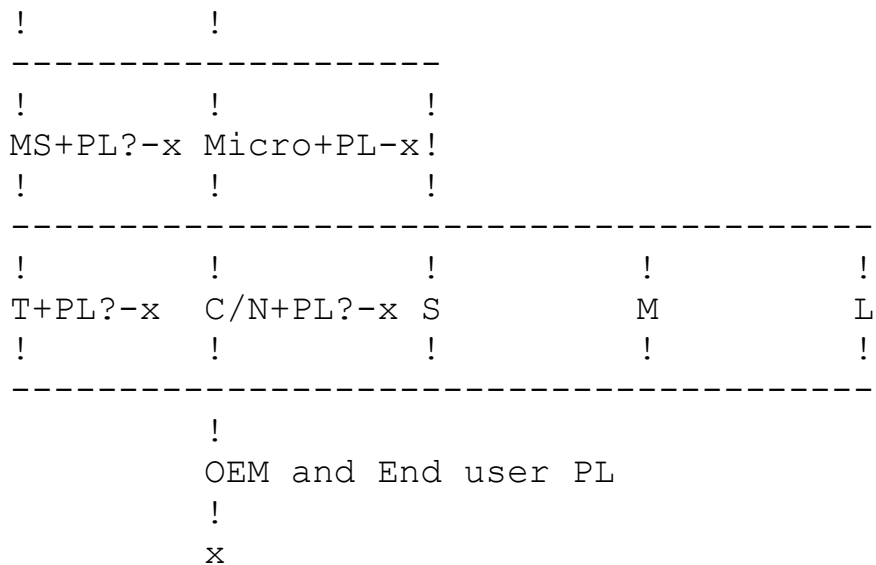 !        !
--------------------
!        !         !
MS+PL?-x Micro+PL-x!
!        !         !
----------------------------------------
!        !         !         !         !
T+PL?-x  C/N+PL?-x S         M         L
!        !         !         !         !
----------------------------------------
         !
         OEM and End user PL
         !
         x